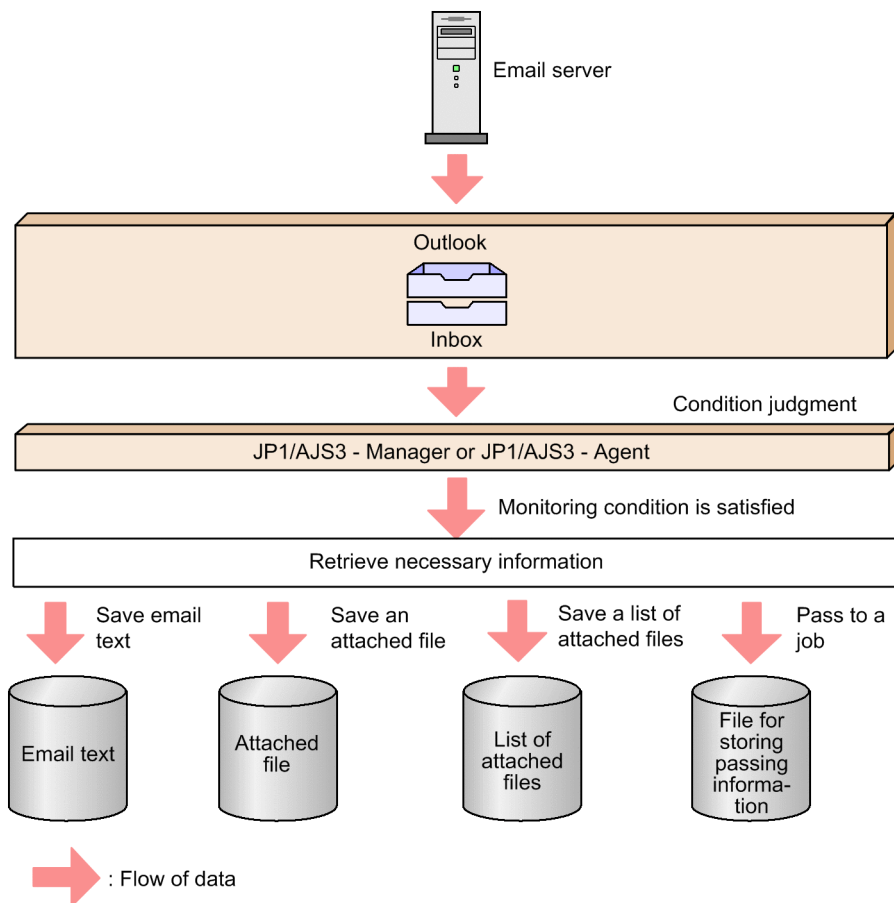 Email server
Outlook
Inbox
Condition judgment
JP1/AJS3 - Manager or JP1/AJS3 - Agent
Monitoring condition is satisfied
Retrieve necessary information
Save email
text
Save an
attached file
Save a list of
attached files
Pass to a
job
Email text
Attached
file
List of
attached
files
File for
storing
passing
informa-
tion
: Flow of data